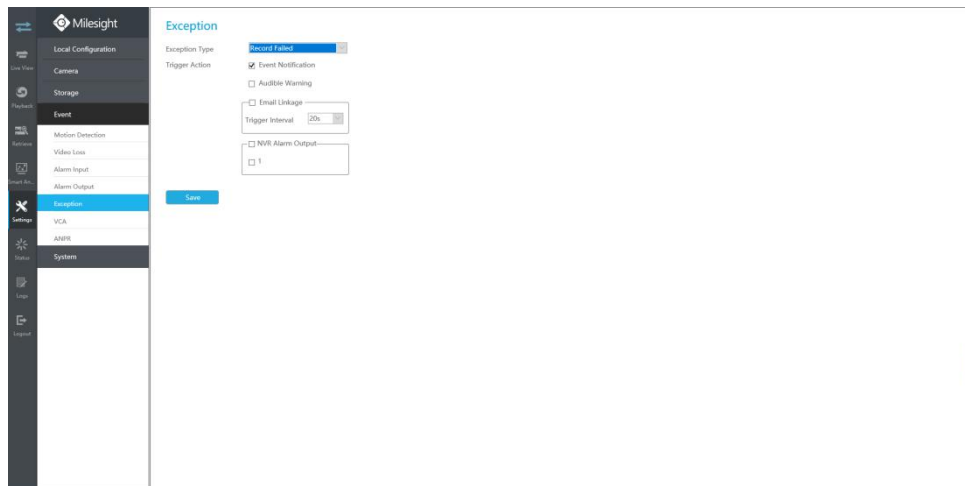 Milesight
Live View
Playback
Retrieve
Smart An...
Settings
Status
Logs
Logout
Local Configuration
Camera
Storage
Event
Motion Detection
Video Loss
Alarm Input
Alarm Output
Exception
VCA
ANPR
System
Exception
Exception Type Record Failed
Trigger Action Event Notification
Audible Warning
Email Linkage
Trigger Interval 20s
NVR Alarm Output
1
Save